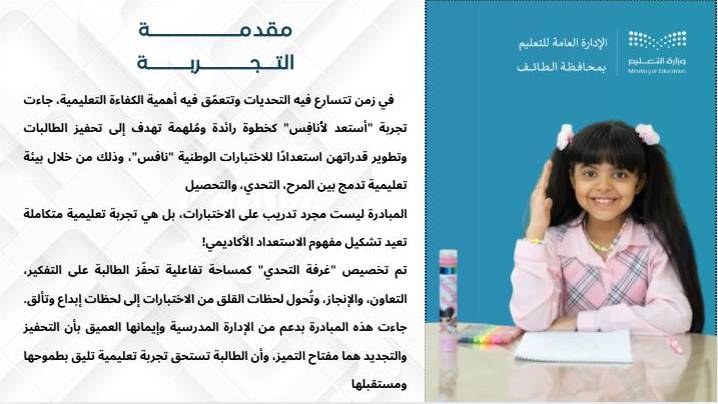 مقدمة
التجربة
في زمن تتسارع فيه التحديات وتتعمّق فيه أهمية الكفاءة التعليمية، جاءت
تجربة "أستعد لأنافِس" كخطوة رائدة ومُلهمة تهدف إلى تحفيز الطالبات
وتطوير قدراتهن استعدادًا للاختبارات الوطنية "نافس"، وذلك من خلال بيئة
تعليمية تدمج بين المرح، التحدي، والتحصيل
المبادرة ليست مجرد تدريب على الاختبارات، بل هي تجربة تعليمية متكاملة
تعيد تشكيل مفهوم الاستعداد الأكاديمي!
تم تخصيص "غرفة التحدي" كمساحة تفاعلية تحفّز الطالبة على التفكير،
التعاون، والإنجاز، وتُحول لحظات القلق من الاختبارات إلى لحظات إبداع وتألق.
جاءت هذه المبادرة بدعم من الإدارة المدرسية وإيمانها العميق بأن التحفيز
والتجديد هما مفتاح التميز، وأن الطالبة تستحق تجربة تعليمية تليق بطموحها
ومستقبلها
وزارة التعليم
Ministry of Education
الإدارة العامة للتعليم
بمحافظة الطائف